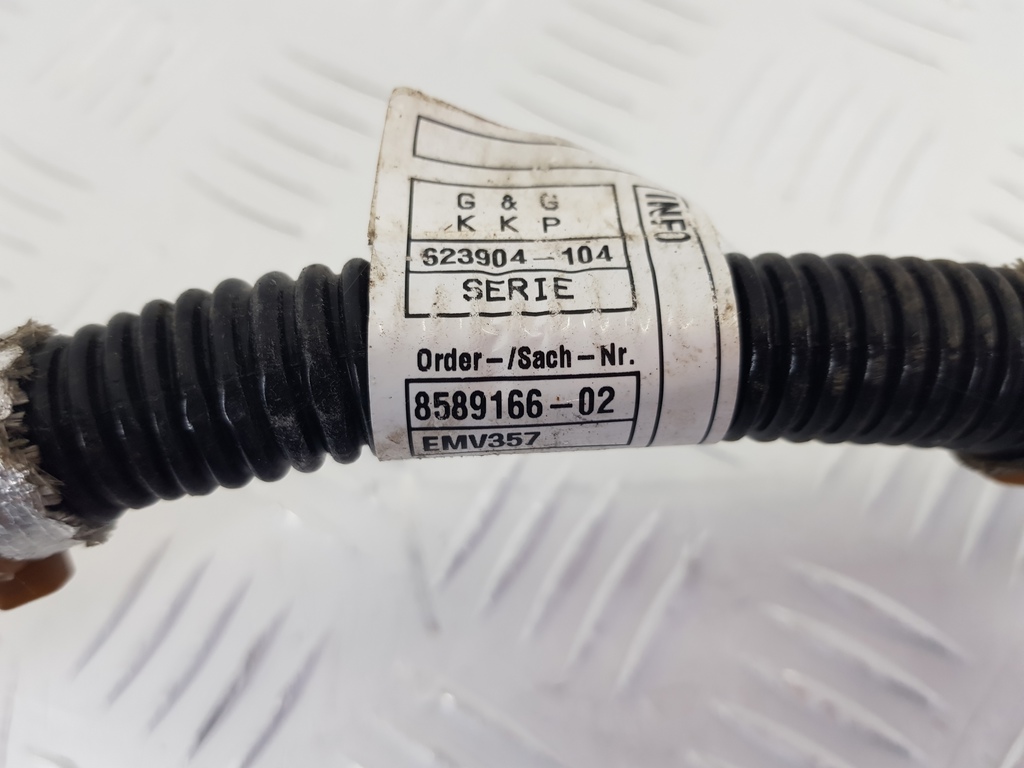 G & G
K K P
623904-104
SERIE
Order-/Sach-Nr.
8589166-02
EMV357
INFO